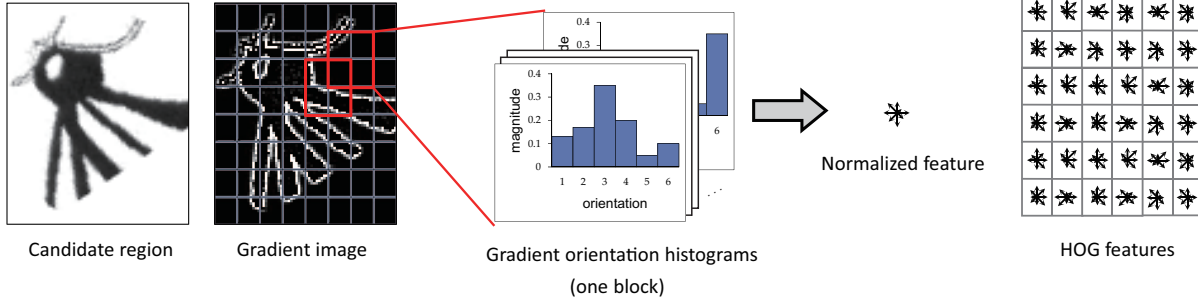 0.4
0.3
de
6
0.4
0.3
0.2
0.1
0
magnitude
1 2 3 4 5 6
orientation
. . .
Normalized feature
Candidate region
Gradient image
Gradient orientation histograms
(one block)
HOG features